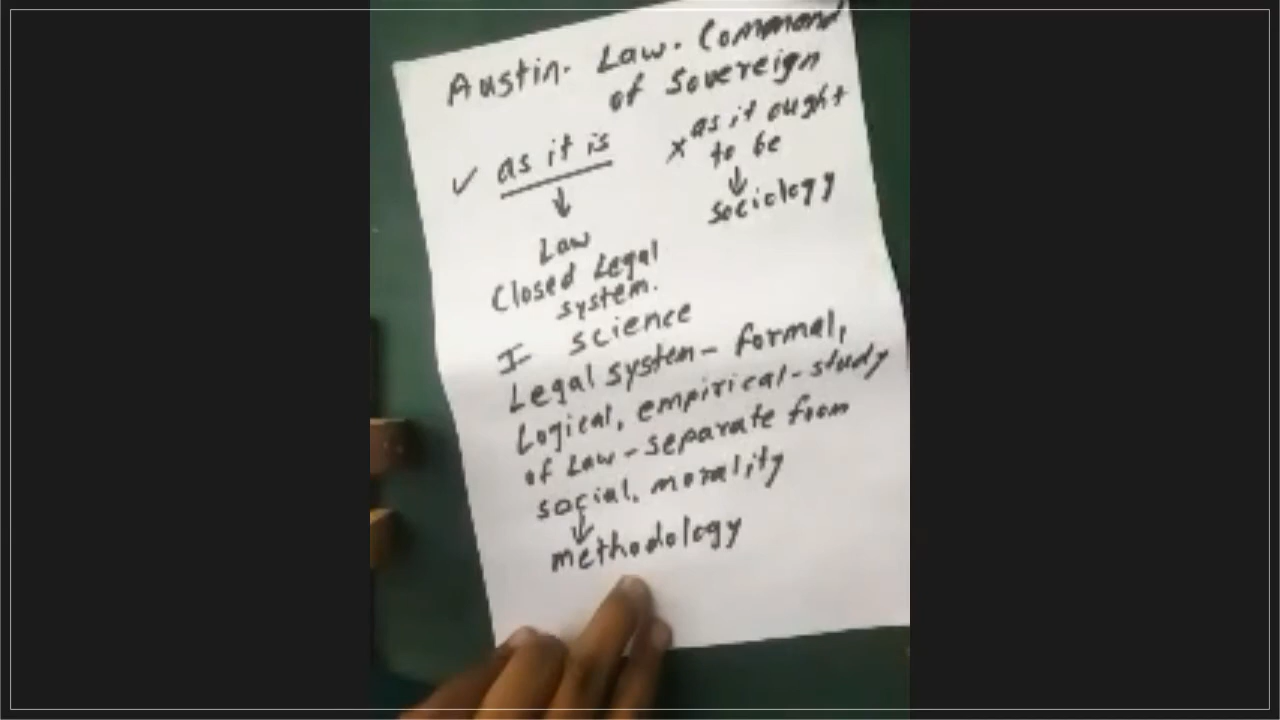 Austin. Law. Command
of Sovereign
✓ as it is
x as it ought
to be
↓
sociology
↓
Law
Closed Legal
system.
I- science
Legal system- formal,
Logical, empirical-study
of Law-separate from
social, morality
↓
methodology